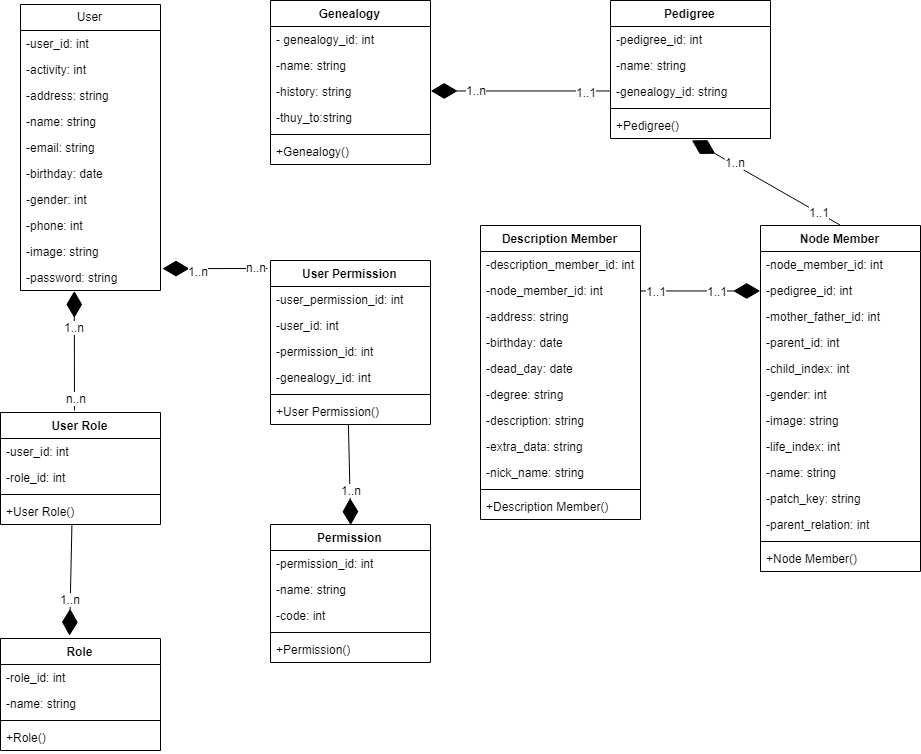 User
-user_id: int
-activity: int
-address: string
-name: string
-email: string
-birthday: date
-gender: int
-phone: int
-image: string
-password: string
1..n
n..n
1..n
n..n
User Role
-user_id: int
-role_id: int
+User Role()
1..n
Role
-role_id: int
-name: string
+Role()
Genealogy
- genealogy_id: int
-name: string
-history: string
-thuy_to:string
+Genealogy()
1..n
1..1
User Permission
-user_permission_id: int
-user_id: int
-permission_id: int
-genealogy_id: int
+User Permission()
1..n
Permission
-permission_id: int
-name: string
-code: int
+Permission()
Pedigree
-pedigree_id: int
-name: string
-genealogy_id: string
+Pedigree()
1..n
1..1
Description Member
-description_member_id: int
-node_member_id: int
-address: string
-birthday: date
-dead_day: date
-degree: string
-description: string
-extra_data: string
-nick_name: string
+Description Member()
1..1
1..1
Node Member
-node_member_id: int
-pedigree_id: int
-mother_father_id: int
-parent_id: int
-child_index: int
-gender: int
-image: string
-life_index: int
-name: string
-patch_key: string
-parent_relation: int
+Node Member()